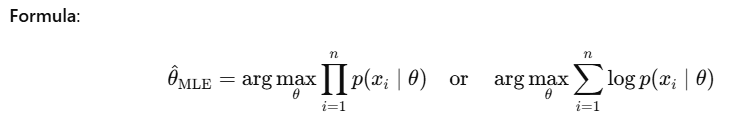 Formula:
θ̂_MLE = arg max_θ ∏_{i=1}^{n} p(x_i | θ) or arg max_θ ∑_{i=1}^{n} log p(x_i | θ)